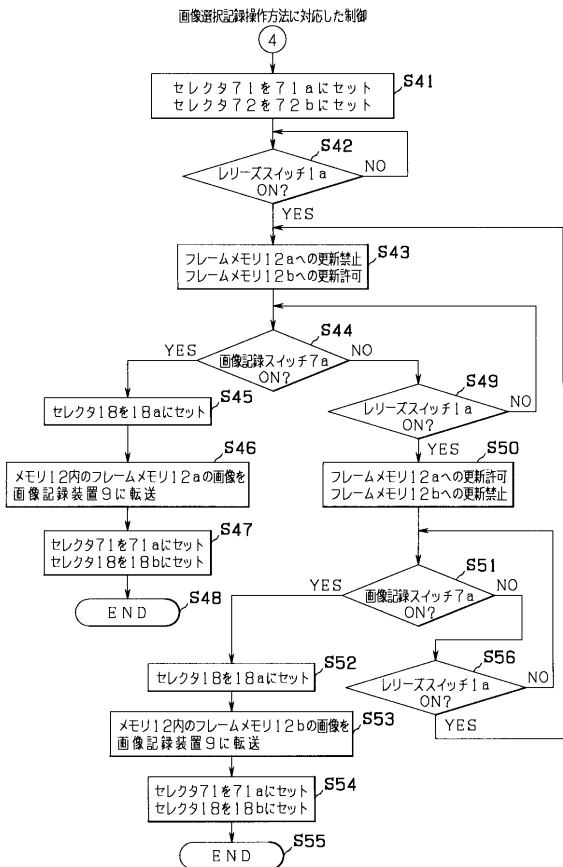 画像選択記録操作方法に対応した制御
4
セレクタ71を71aにセット
セレクタ72を72bにセット
S41
S42
レリーズスイッチ1a
ON?
NO
YES
フレームメモリ12aへの更新禁止
フレームメモリ12bへの更新許可
S43
S44
YES
画像記録スイッチ7a
ON?
NO
セレクタ18を18aにセット
S45
S49
レリーズスイッチ1a
ON?
NO
YES
S46
メモリ12内のフレームメモリ12aの画像を
画像記録装置9に転送
S50
フレームメモリ12aへの更新許可
フレームメモリ12bへの更新禁止
S47
セレクタ71を71aにセット
セレクタ18を18bにセット
S48
END
S51
YES
画像記録スイッチ7a
ON?
NO
S52
セレクタ18を18aにセット
S56
レリーズスイッチ1a
ON?
NO
YES
S53
メモリ12内のフレームメモリ12bの画像を
画像記録装置9に転送
S54
セレクタ71を71aにセット
セレクタ18を18bにセット
S55
END